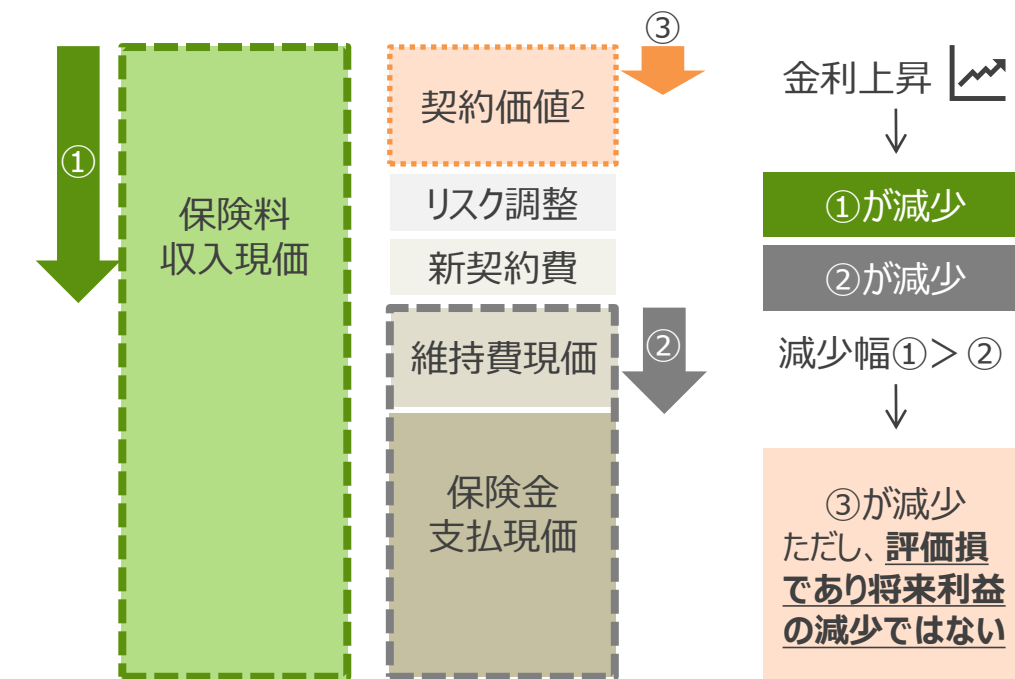 ①
保険料
収入現価
③
契約価値2
リスク調整
新契約費
維持費現価
②
保険金
支払現価
金利上昇
↓
①が減少
②が減少
減少幅①＞②
↓
③が減少
ただし、評価損
であり将来利益
の減少ではない